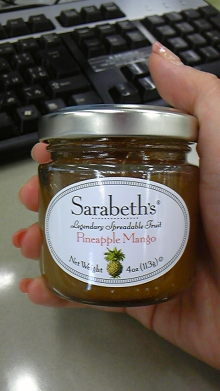 Sarabeth's®
Legendary Spreadable Fruit
Pineapple Mango
Net Weight 4oz (113g)